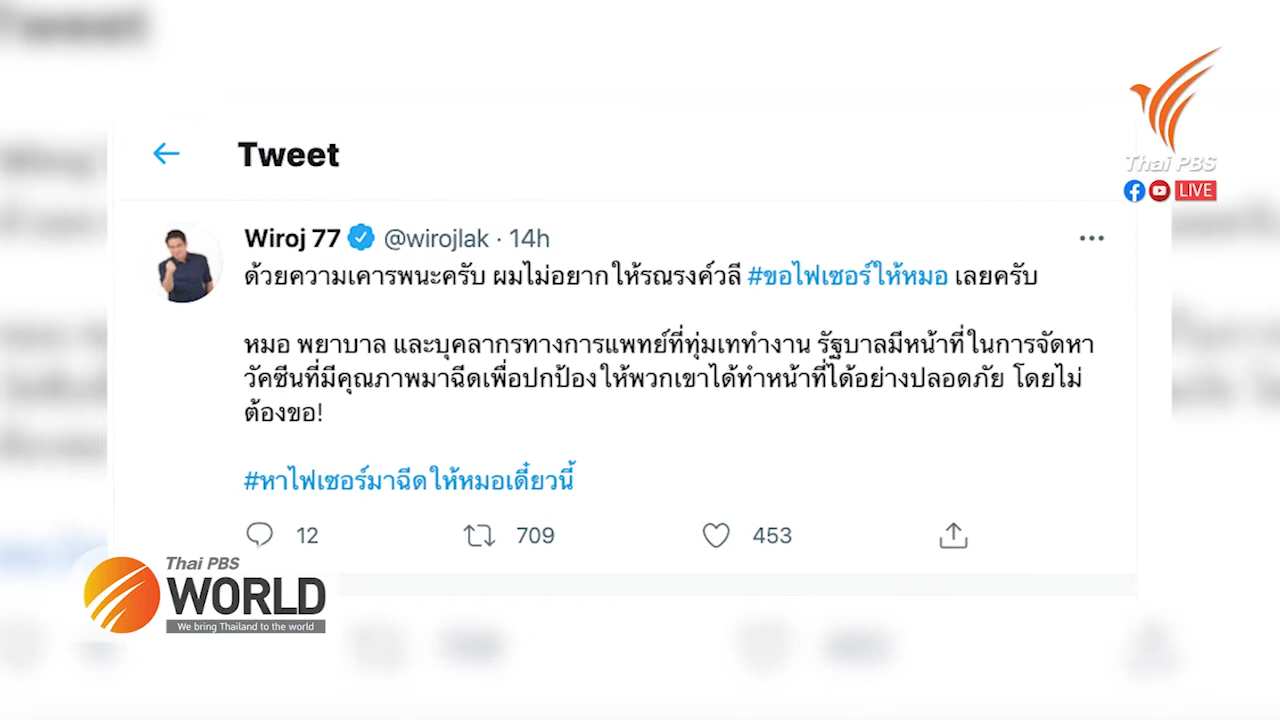 Tweet
Thai PBS
LIVE
Wiroj 77 @wirojlak · 14h
ด้วยความเคารพนะครับ ผมไม่อยากให้รณรงค์วลี #ขอไฟเซอร์ให้หมอ เลยครับ
หมอ พยาบาล และบุคลากรทางการแพทย์ที่ทุ่มเททำงาน รัฐบาลมีหน้าที่ในการจัดหา
วัคซีนที่มีคุณภาพมาฉีดเพื่อปกป้องให้พวกเขาได้ทำหน้าที่ได้อย่างปลอดภัย โดยไม่
ต้องขอ!
#หาไฟเซอร์มาฉีดให้หมอเดี๋ยวนี้
12 709 453
Thai PBS
WORLD
We bring Thailand to the world